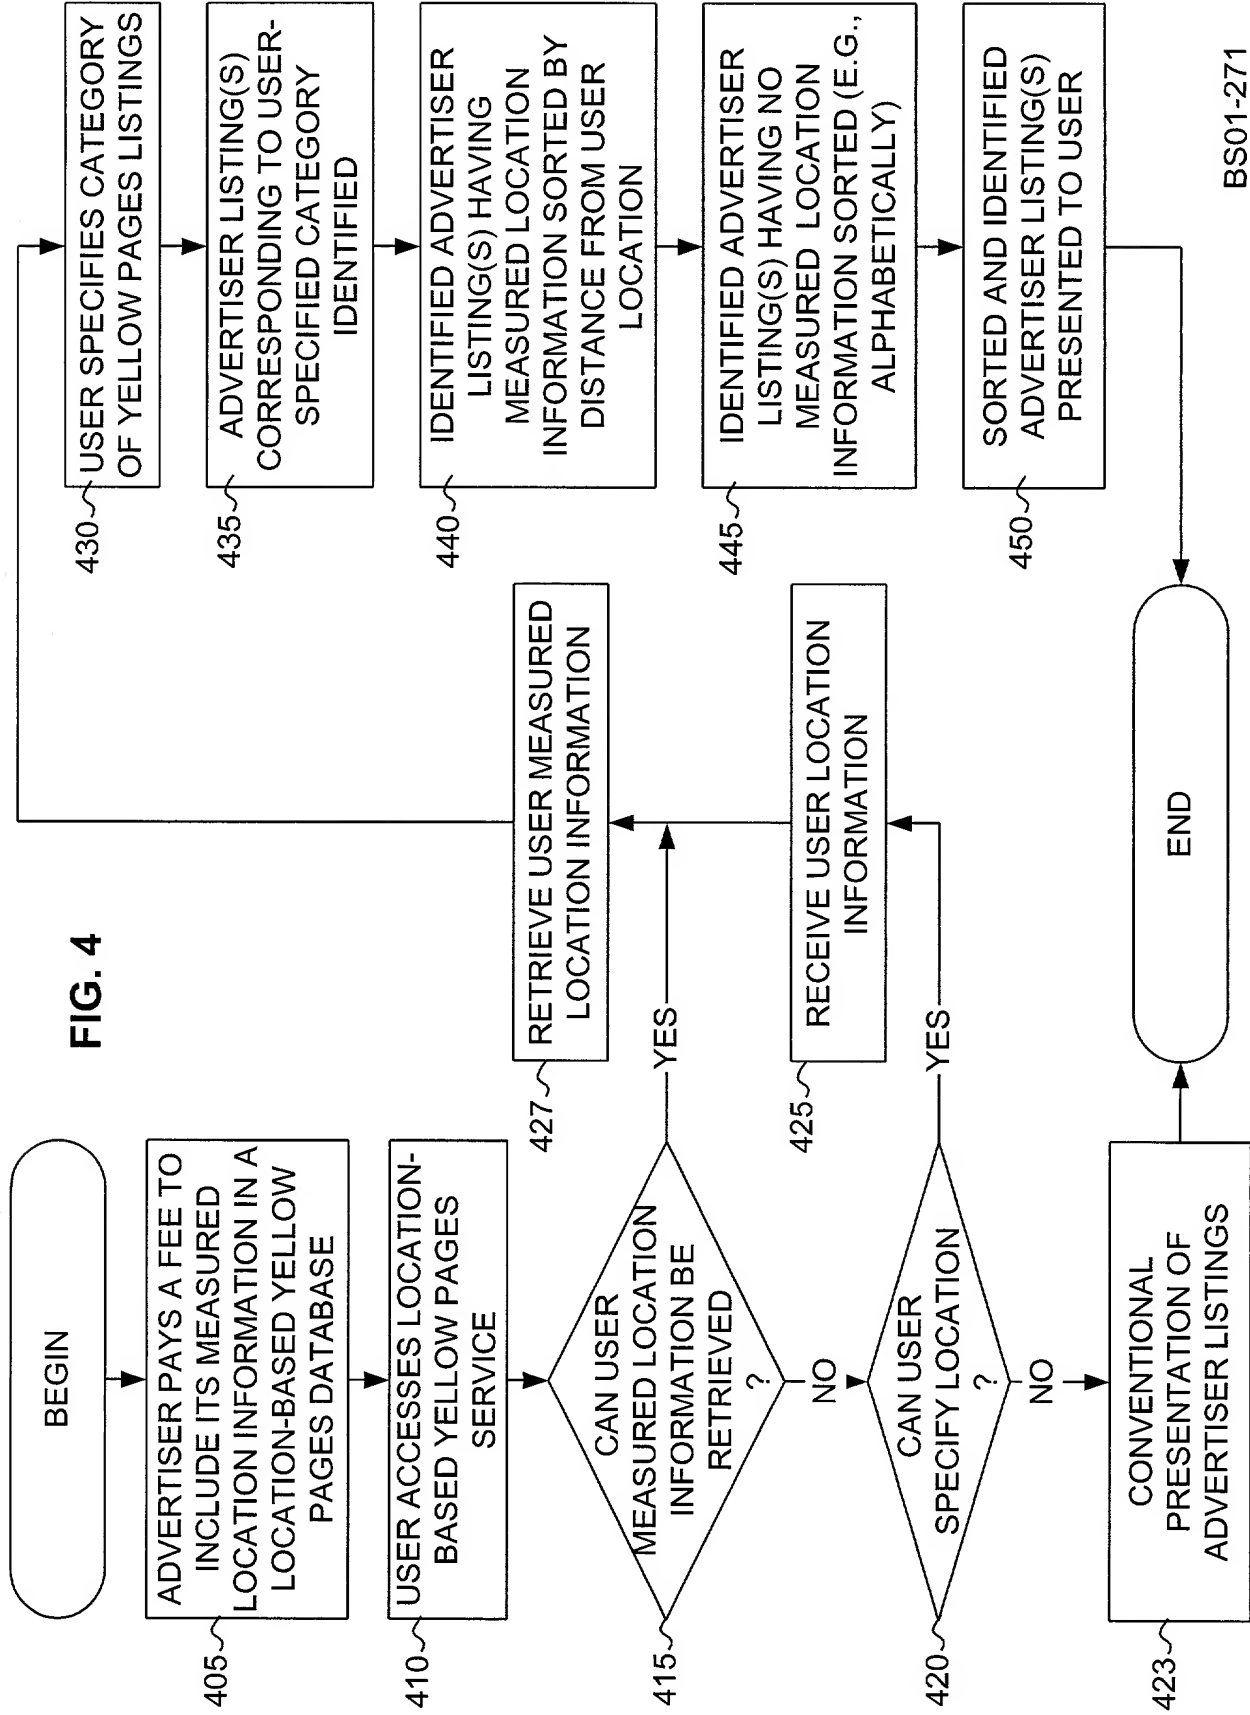 FIG. 4
BEGIN
ADVERTISER PAYS A FEE TO
INCLUDE ITS MEASURED
LOCATION INFORMATION IN A
LOCATION-BASED YELLOW
PAGES DATABASE
405
USER ACCESSES LOCATION-
BASED YELLOW PAGES
SERVICE
410
CAN USER
MEASURED LOCATION
INFORMATION BE
RETRIEVED
?
415
YES
NO
CAN USER
SPECIFY LOCATION
?
420
YES
NO
CONVENTIONAL
PRESENTATION OF
ADVERTISER LISTINGS
423
RETRIEVE USER MEASURED
LOCATION INFORMATION
427
RECEIVE USER LOCATION
INFORMATION
425
END
USER SPECIFIES CATEGORY
OF YELLOW PAGES LISTINGS
430
ADVERTISER LISTING(S)
CORRESPONDING TO USER-
SPECIFIED CATEGORY
IDENTIFIED
435
IDENTIFIED ADVERTISER
LISTING(S) HAVING
MEASURED LOCATION
INFORMATION SORTED BY
DISTANCE FROM USER
LOCATION
440
IDENTIFIED ADVERTISER
LISTING(S) HAVING NO
MEASURED LOCATION
INFORMATION SORTED (E.G.,
ALPHABETICALLY)
445
SORTED AND IDENTIFIED
ADVERTISER LISTING(S)
PRESENTED TO USER
450
BS01-271